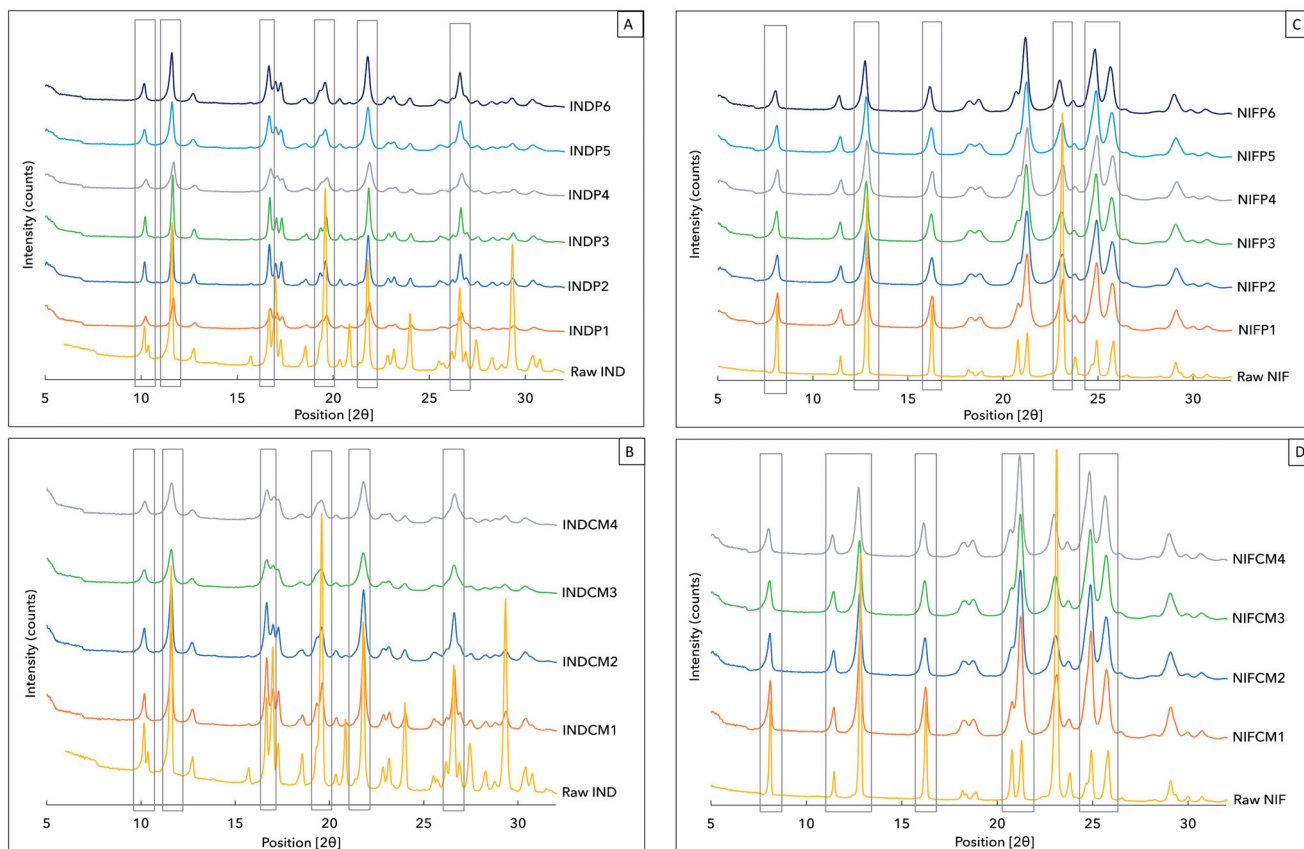 A
Intensity (counts)
INDP6
INDP5
INDP4
INDP3
INDP2
INDP1
Raw IND
5 10 15 20 25 30
Position [2θ]
C
Intensity (counts)
NIFP6
NIFP5
NIFP4
NIFP3
NIFP2
NIFP1
Raw NIF
5 10 15 20 25 30
Position [2θ]
B
Intensity (counts)
INDCM4
INDCM3
INDCM2
INDCM1
Raw IND
5 10 15 20 25 30
Position [2θ]
D
Intensity (counts)
NIFCM4
NIFCM3
NIFCM2
NIFCM1
Raw NIF
5 10 15 20 25 30
Position [2θ]